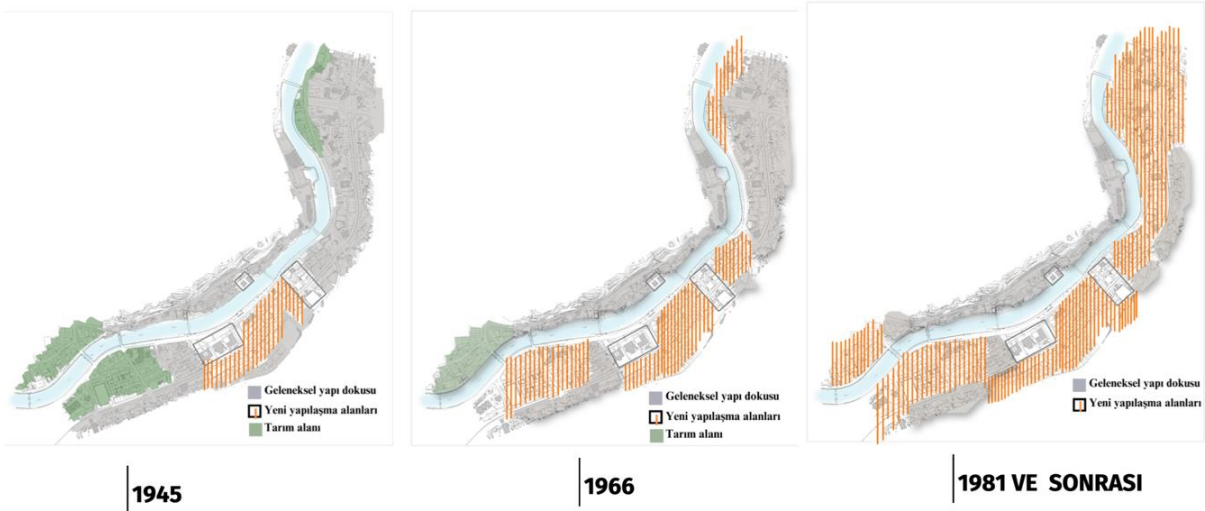 Geleneksel yapı dokusu
Yeni yapılaşma alanları
Tarım alanı
1945
Geleneksel yapı dokusu
Yeni yapılaşma alanları
Tarım alanı
1966
Geleneksel yapı dokusu
Yeni yapılaşma alanları
1981 VE SONRASI